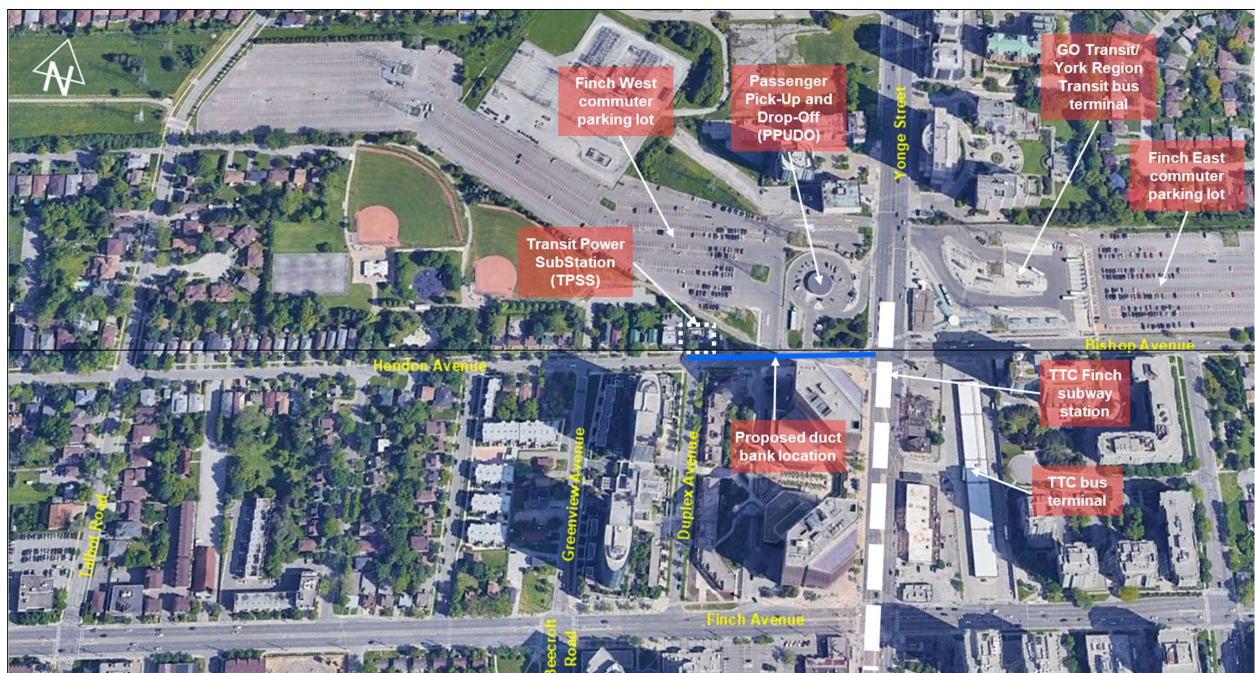 N
Finch West
commuter
parking lot
Passenger
Pick-Up and
Drop-Off
(PPUDO)
Yonge Street
GO Transit/
York Region
Transit bus
terminal
Finch East
commuter
parking lot
Transit Power
SubStation
(TPSS)
Bishop Avenue
Hendon Avenue
TTC Finch
subway
station
Proposed duct
bank location
TTC bus
terminal
Talbot Road
Greenview Avenue
Duplex Avenue
Finch Avenue
Beecroft
Road